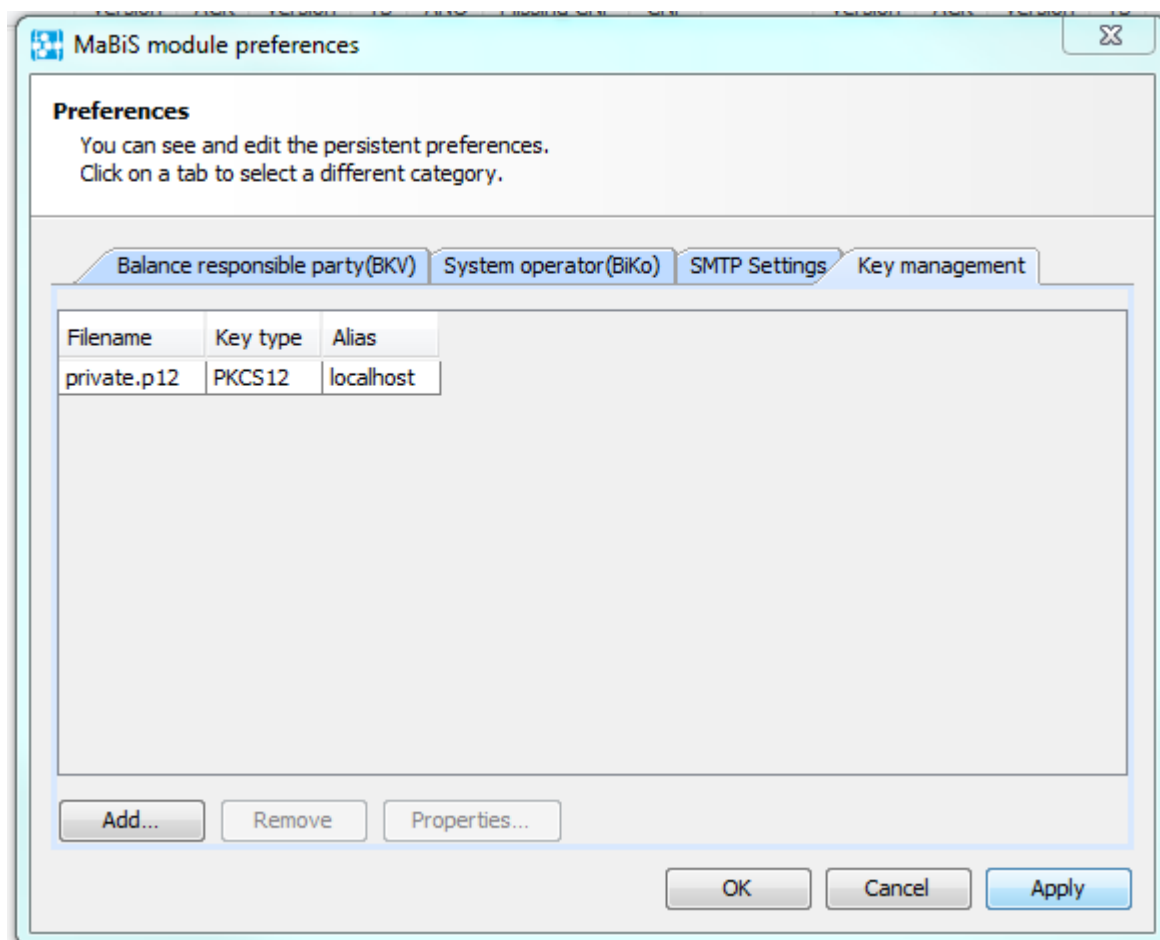 MaBiS module preferences
Preferences
You can see and edit the persistent preferences.
Click on a tab to select a different category.
Balance responsible party(BKV) System operator(BiKo) SMTP Settings Key management
Filename Key type Alias
private.p12 PKCS12 localhost
Add... Remove Properties...
OK Cancel Apply